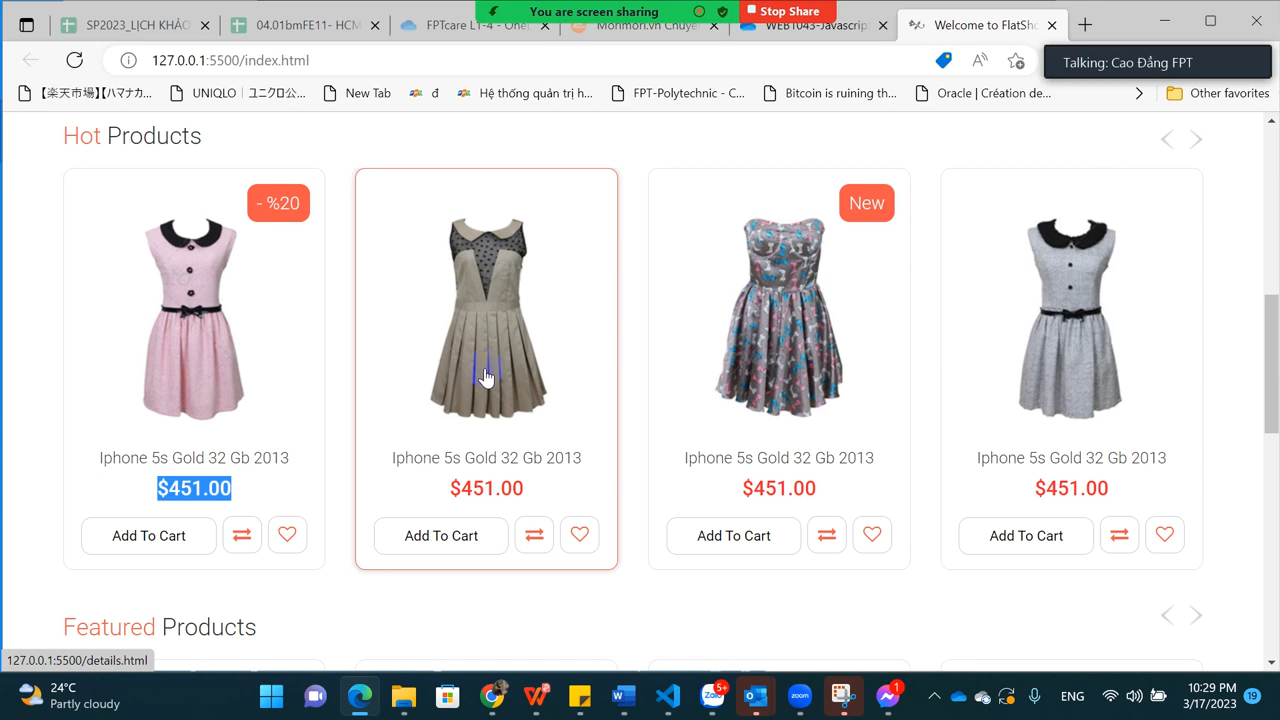 You are screen sharing
Stop Share
SP2023_LỊCH KHẢO
04.01bmFE11- HCM
FPTcare L1-4 - Oneb
Morimori.vn Chuyê
WEB1043-Javascrip
Welcome to FlatSho
127.0.0.1:5500/index.html
Talking: Cao Đẳng FPT
【楽天市場】【ハマナカ...
UNIQLO｜ユニクロ公...
New Tab
đ
Hệ thống quản trị h...
FPT-Polytechnic - C...
Bitcoin is ruining th...
Oracle | Création de...
Other favorites
Hot Products
- %20
New
Iphone 5s Gold 32 Gb 2013
Iphone 5s Gold 32 Gb 2013
Iphone 5s Gold 32 Gb 2013
Iphone 5s Gold 32 Gb 2013
$451.00
$451.00
$451.00
$451.00
Add To Cart
Add To Cart
Add To Cart
Add To Cart
Featured Products
127.0.0.1:5500/details.html
24°C
Partly cloudy
5+
1
ENG
10:29 PM
3/17/2023
19